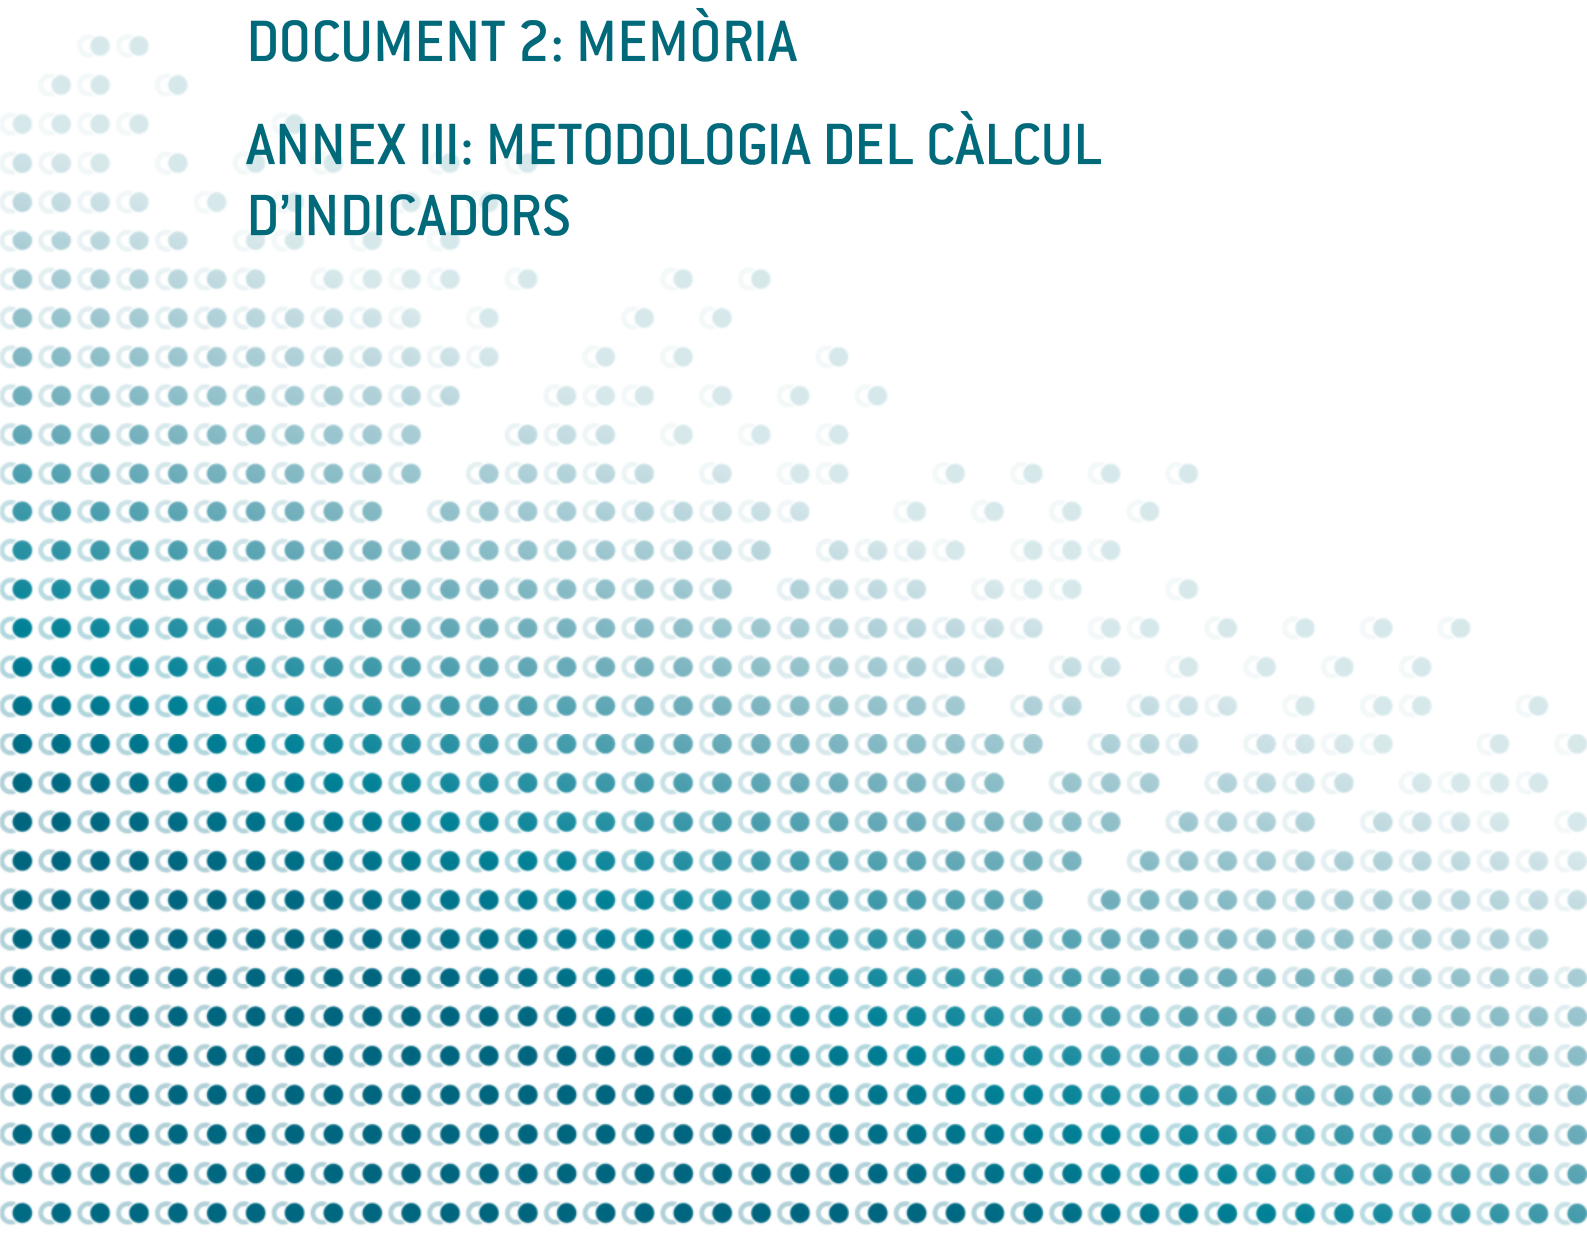 DOCUMENT 2: MEMÒRIA
ANNEX III: METODOLOGIA DEL CÀLCUL
D’INDICADORS